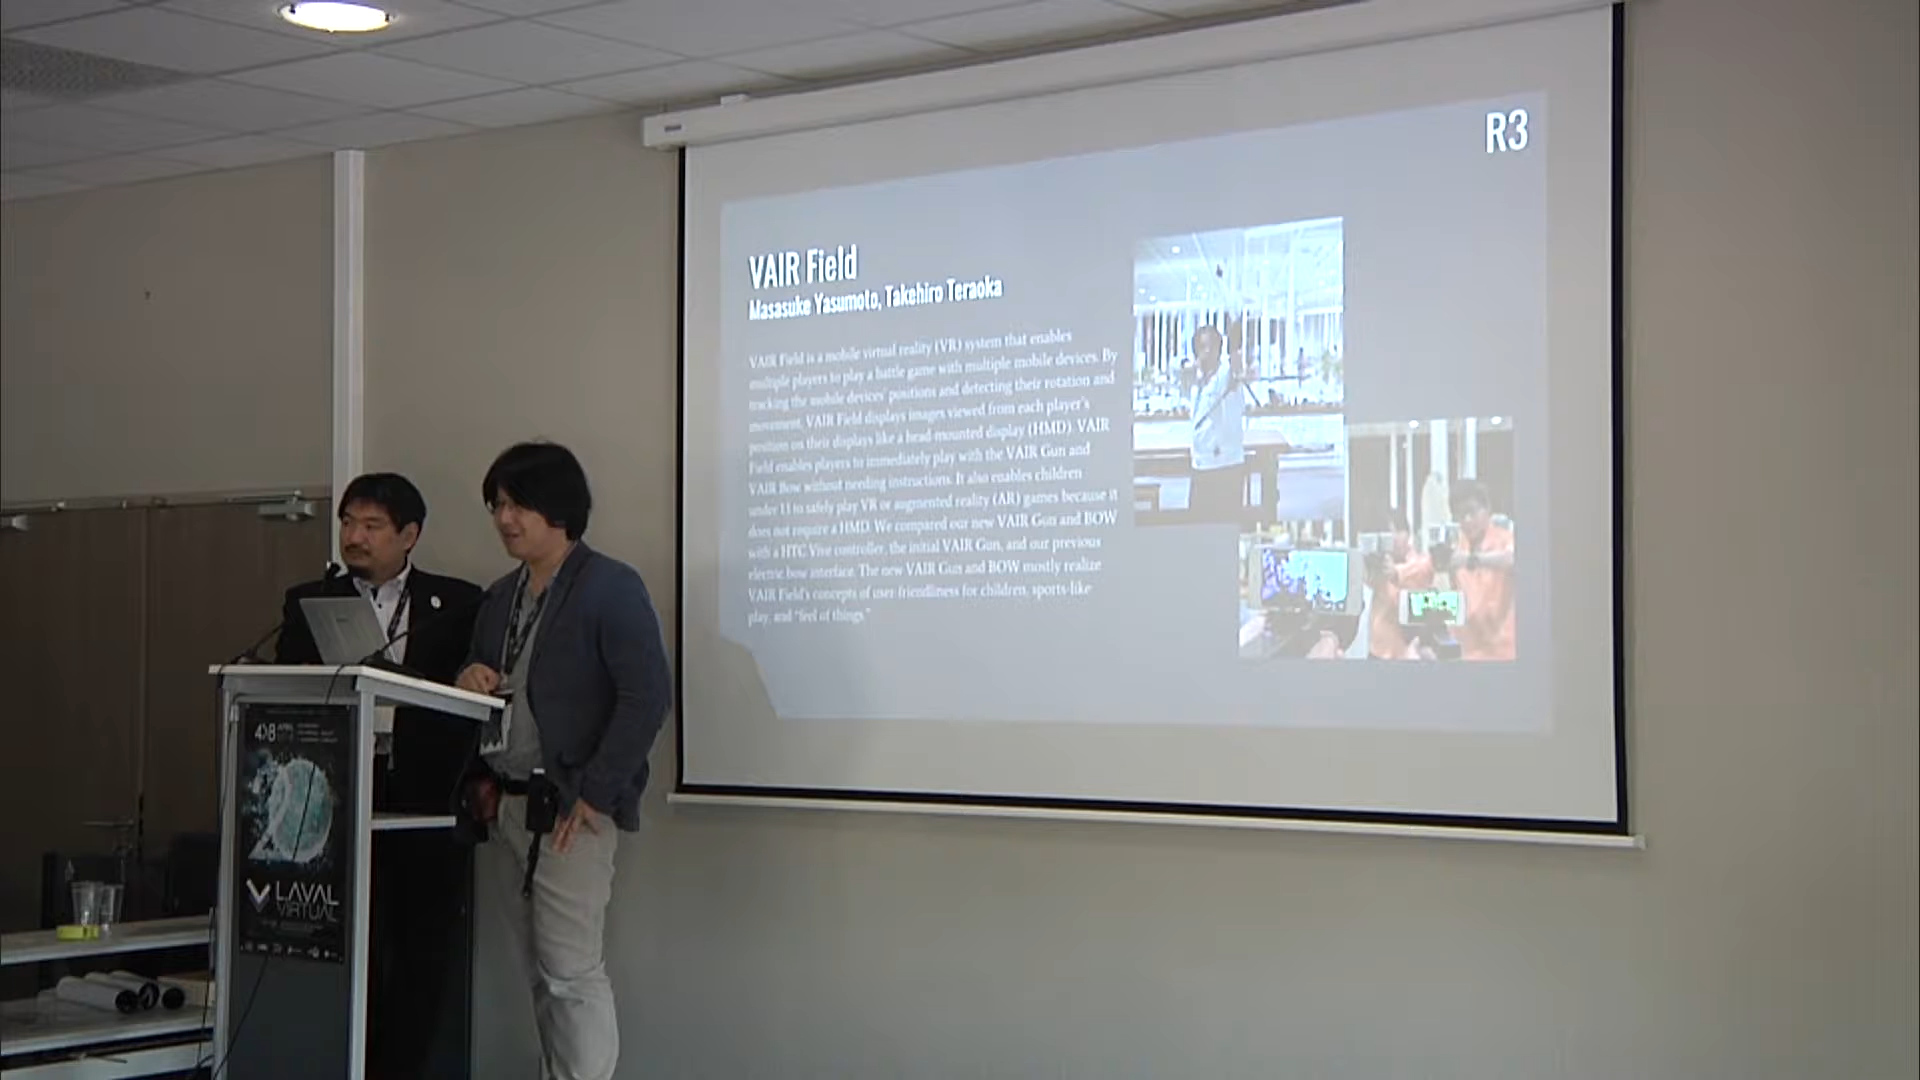 R3
VAIR Field
Masasuke Yasumoto, Takehiro Teraoka
VAIR Field is a mobile virtual reality (VR) system that enables
multiple players to play a battle game with multiple mobile devices. By
tracking the mobile devices' positions and detecting their rotation and
movement, VAIR Field displays images viewed from each player's
position on their displays like a head-mounted display (HMD). VAIR
Field enables players to immediately play with the VAIR Gun and
VAIR Bow without needing instructions. It also enables children
under 13 to safely play VR or augmented reality (AR) games because it
does not require a HMD. We compared our new VAIR Gun and BOW
with a HTC Vive controller, the initial VAIR Gun, and our previous
electric bow interface. The new VAIR Gun and BOW mostly realize
VAIR Field's concepts of user friendliness for children, sports-like
play, and "feel of things."
4>8 APRIL
20
LAVAL
VIRTUAL